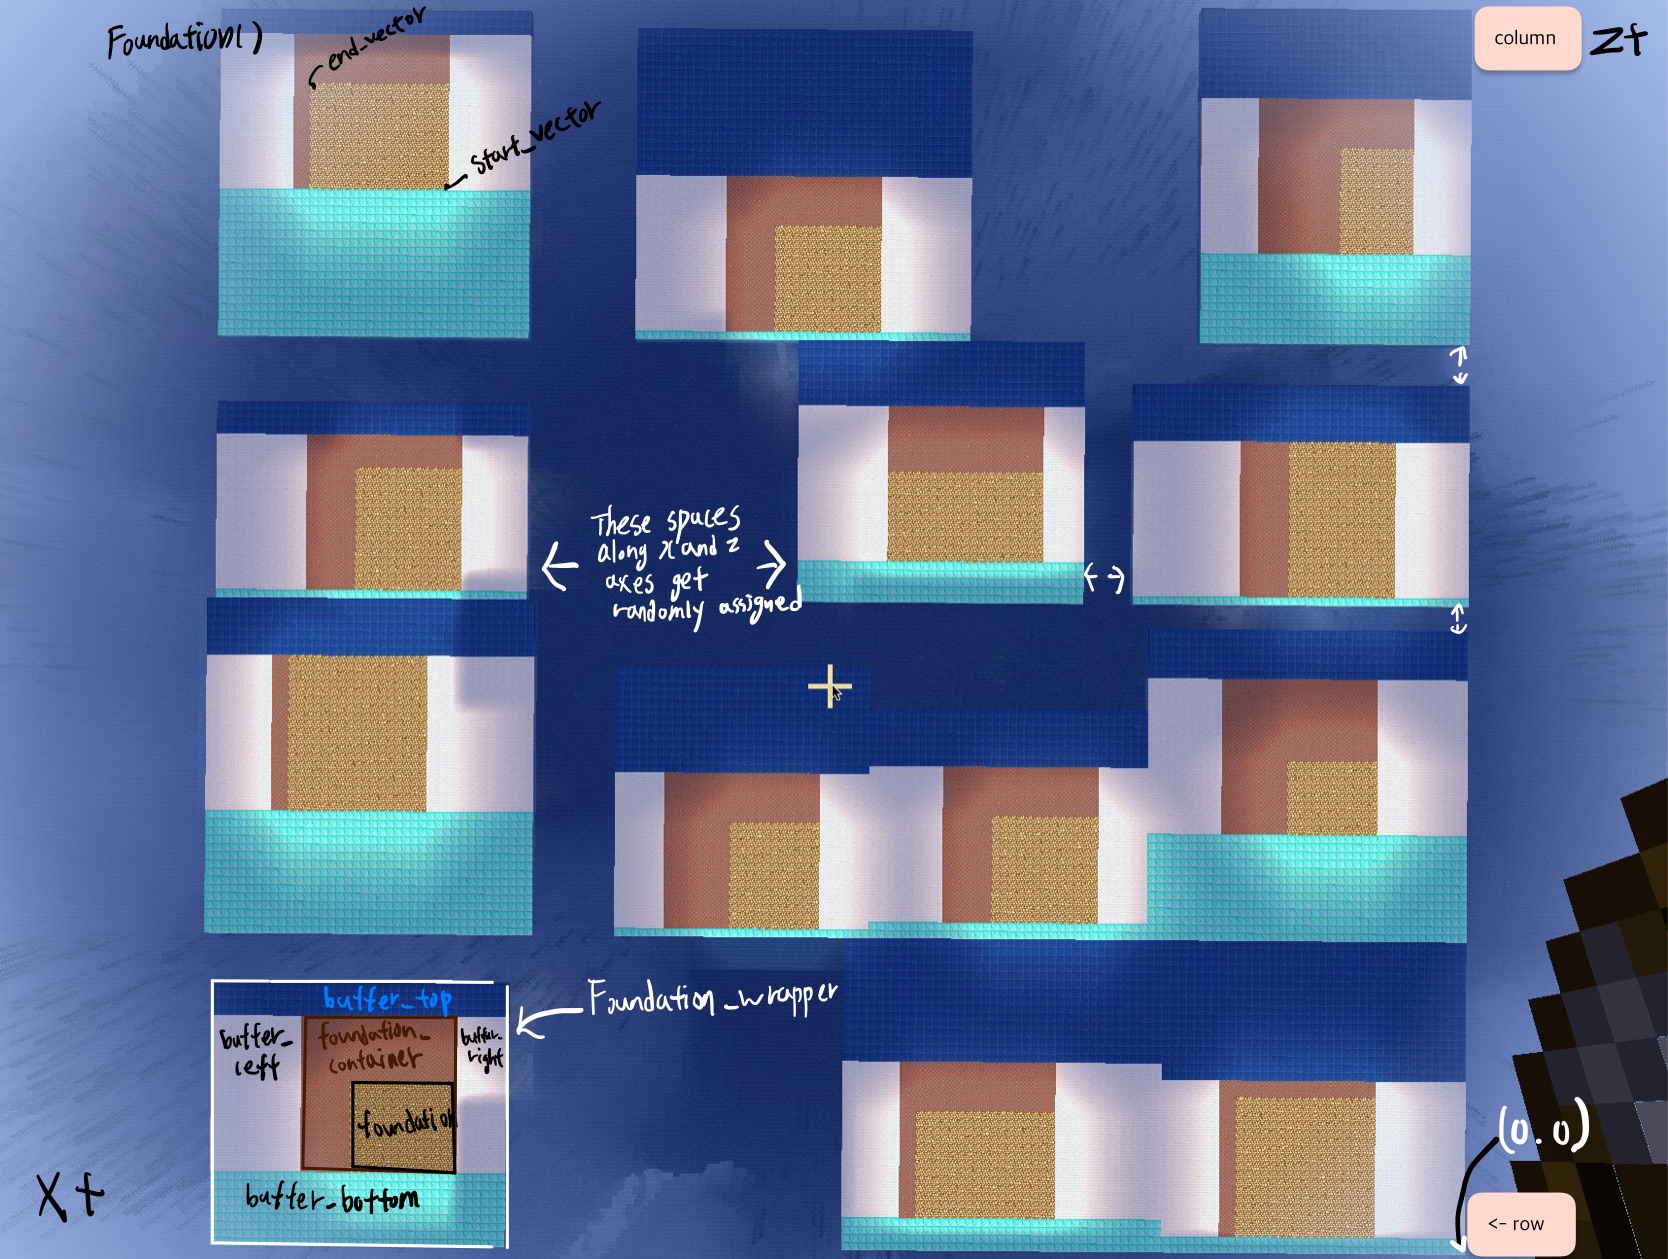 Foundation()
end_vector
start_vector
column
Z+
These spaces
along x and z
axes get
randomly assigned
Foundation_wrapper
buffer_top
buffer_
left
foundation_
container
buffer_
right
foundation
buffer_bottom
X+
(0.0)
<- row